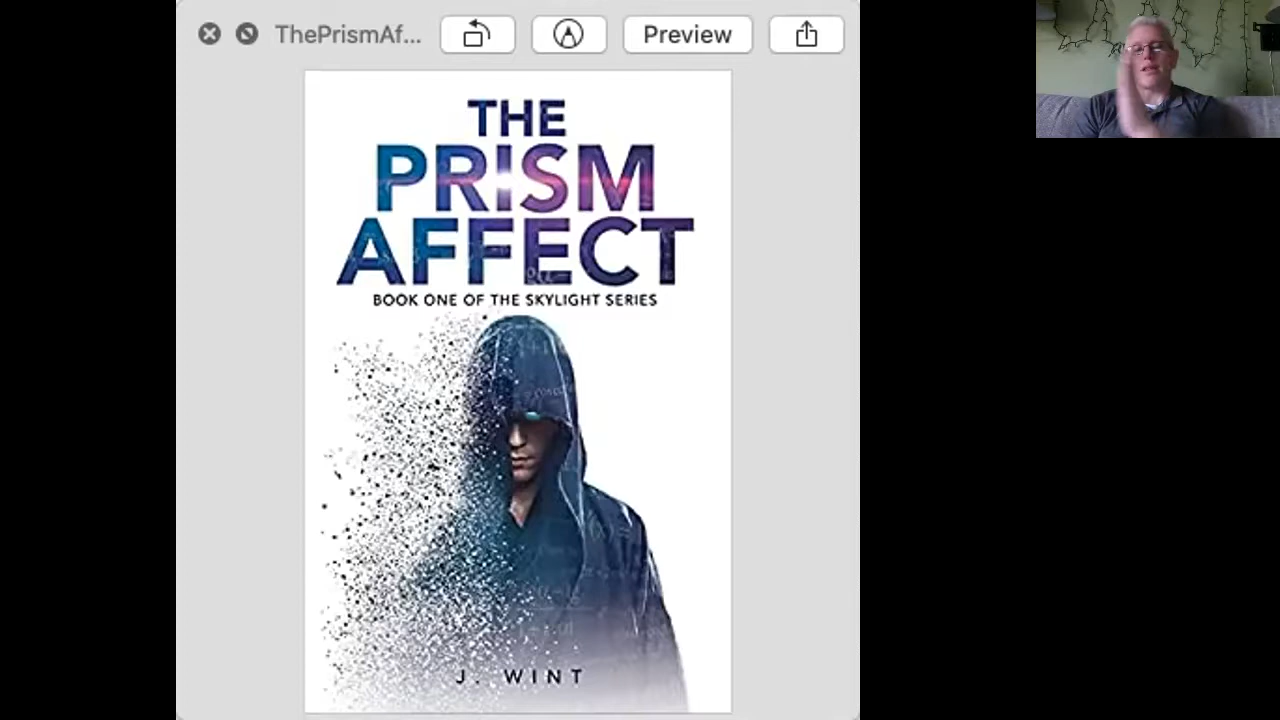 ThePrismAf...
Preview
THE
PRISM
AFFECT
BOOK ONE OF THE SKYLIGHT SERIES
J. WINT